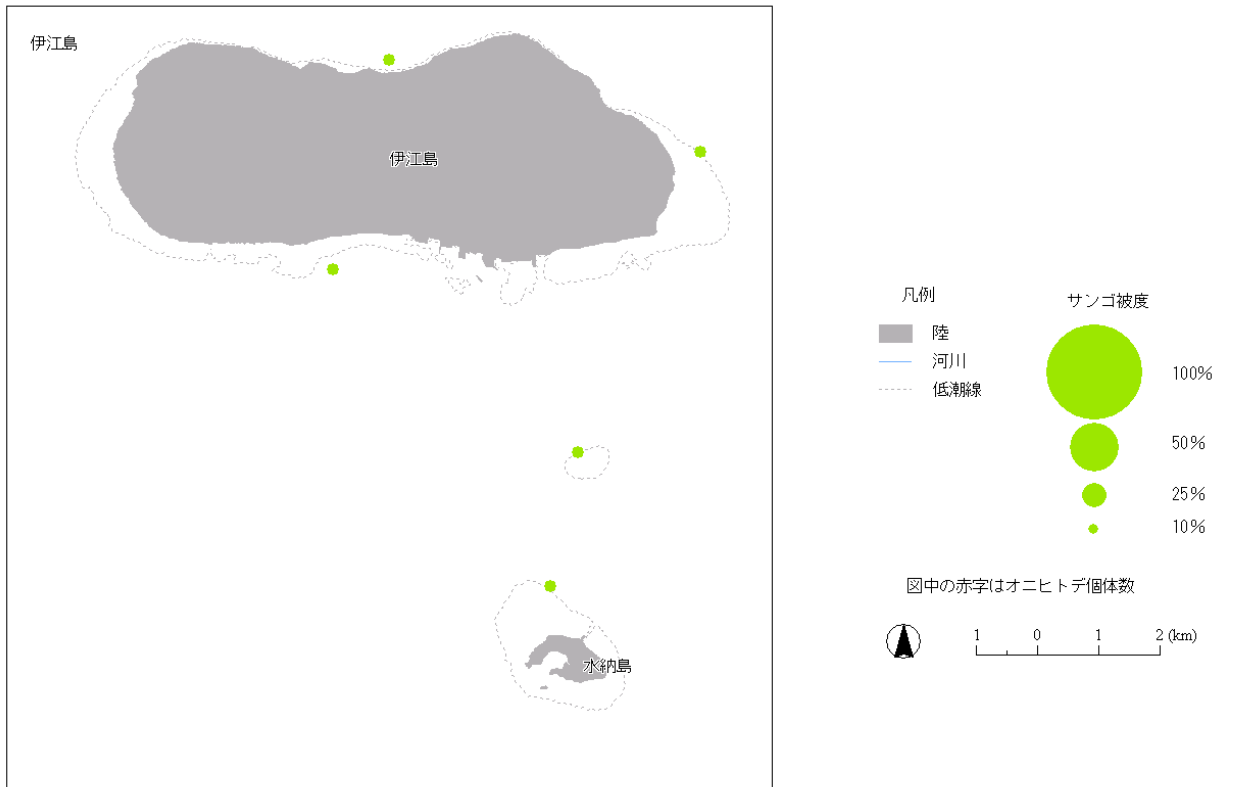 伊江島
伊江島
水納島
凡例
陸
河川
低潮線
サンゴ被度
100%
50%
25%
10%
図中の赤字はオニヒトデ個体数
1 0 1 2 (km)